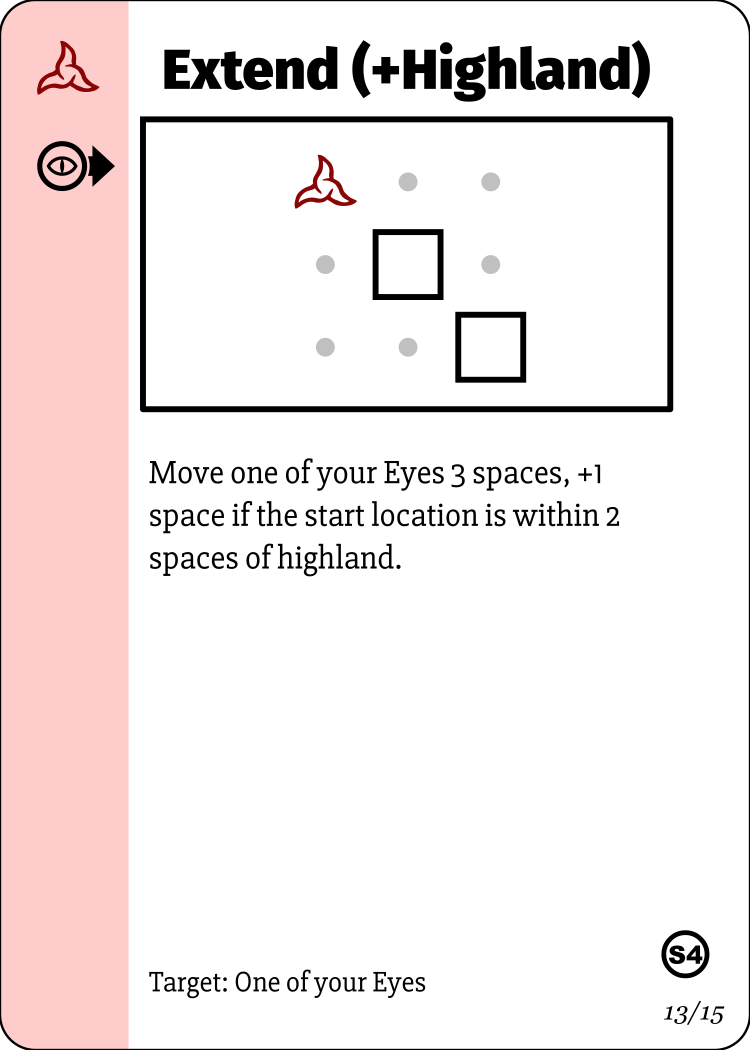 Extend (+Highland)
Move one of your Eyes 3 spaces, +1
space if the start location is within 2
spaces of highland.
S4
Target: One of your Eyes
13/15